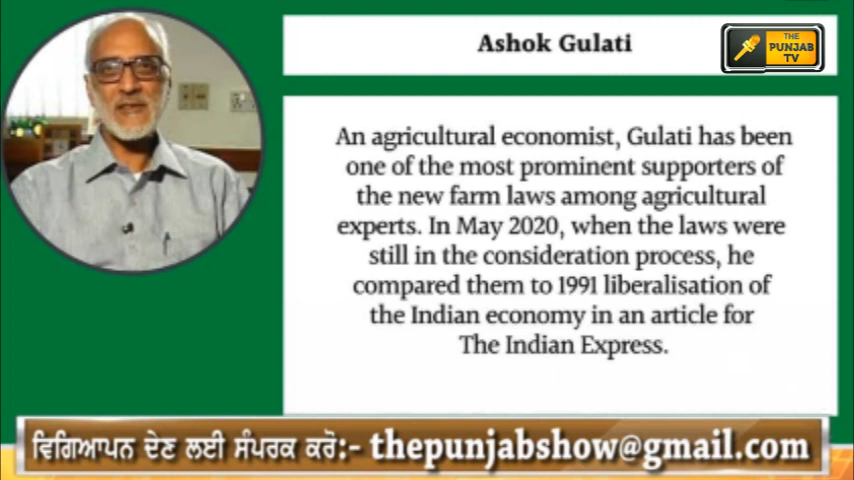 Ashok Gulati
THE
PUNJAB
TV
An agricultural economist, Gulati has been
one of the most prominent supporters of
the new farm laws among agricultural
experts. In May 2020, when the laws were
still in the consideration process, he
compared them to 1991 liberalisation of
the Indian economy in an article for
The Indian Express.
ਵਿਗਿਆਪਨ ਦੇਣ ਲਈ ਸੰਪਰਕ ਕਰੋ:- thepunjabshow@gmail.com